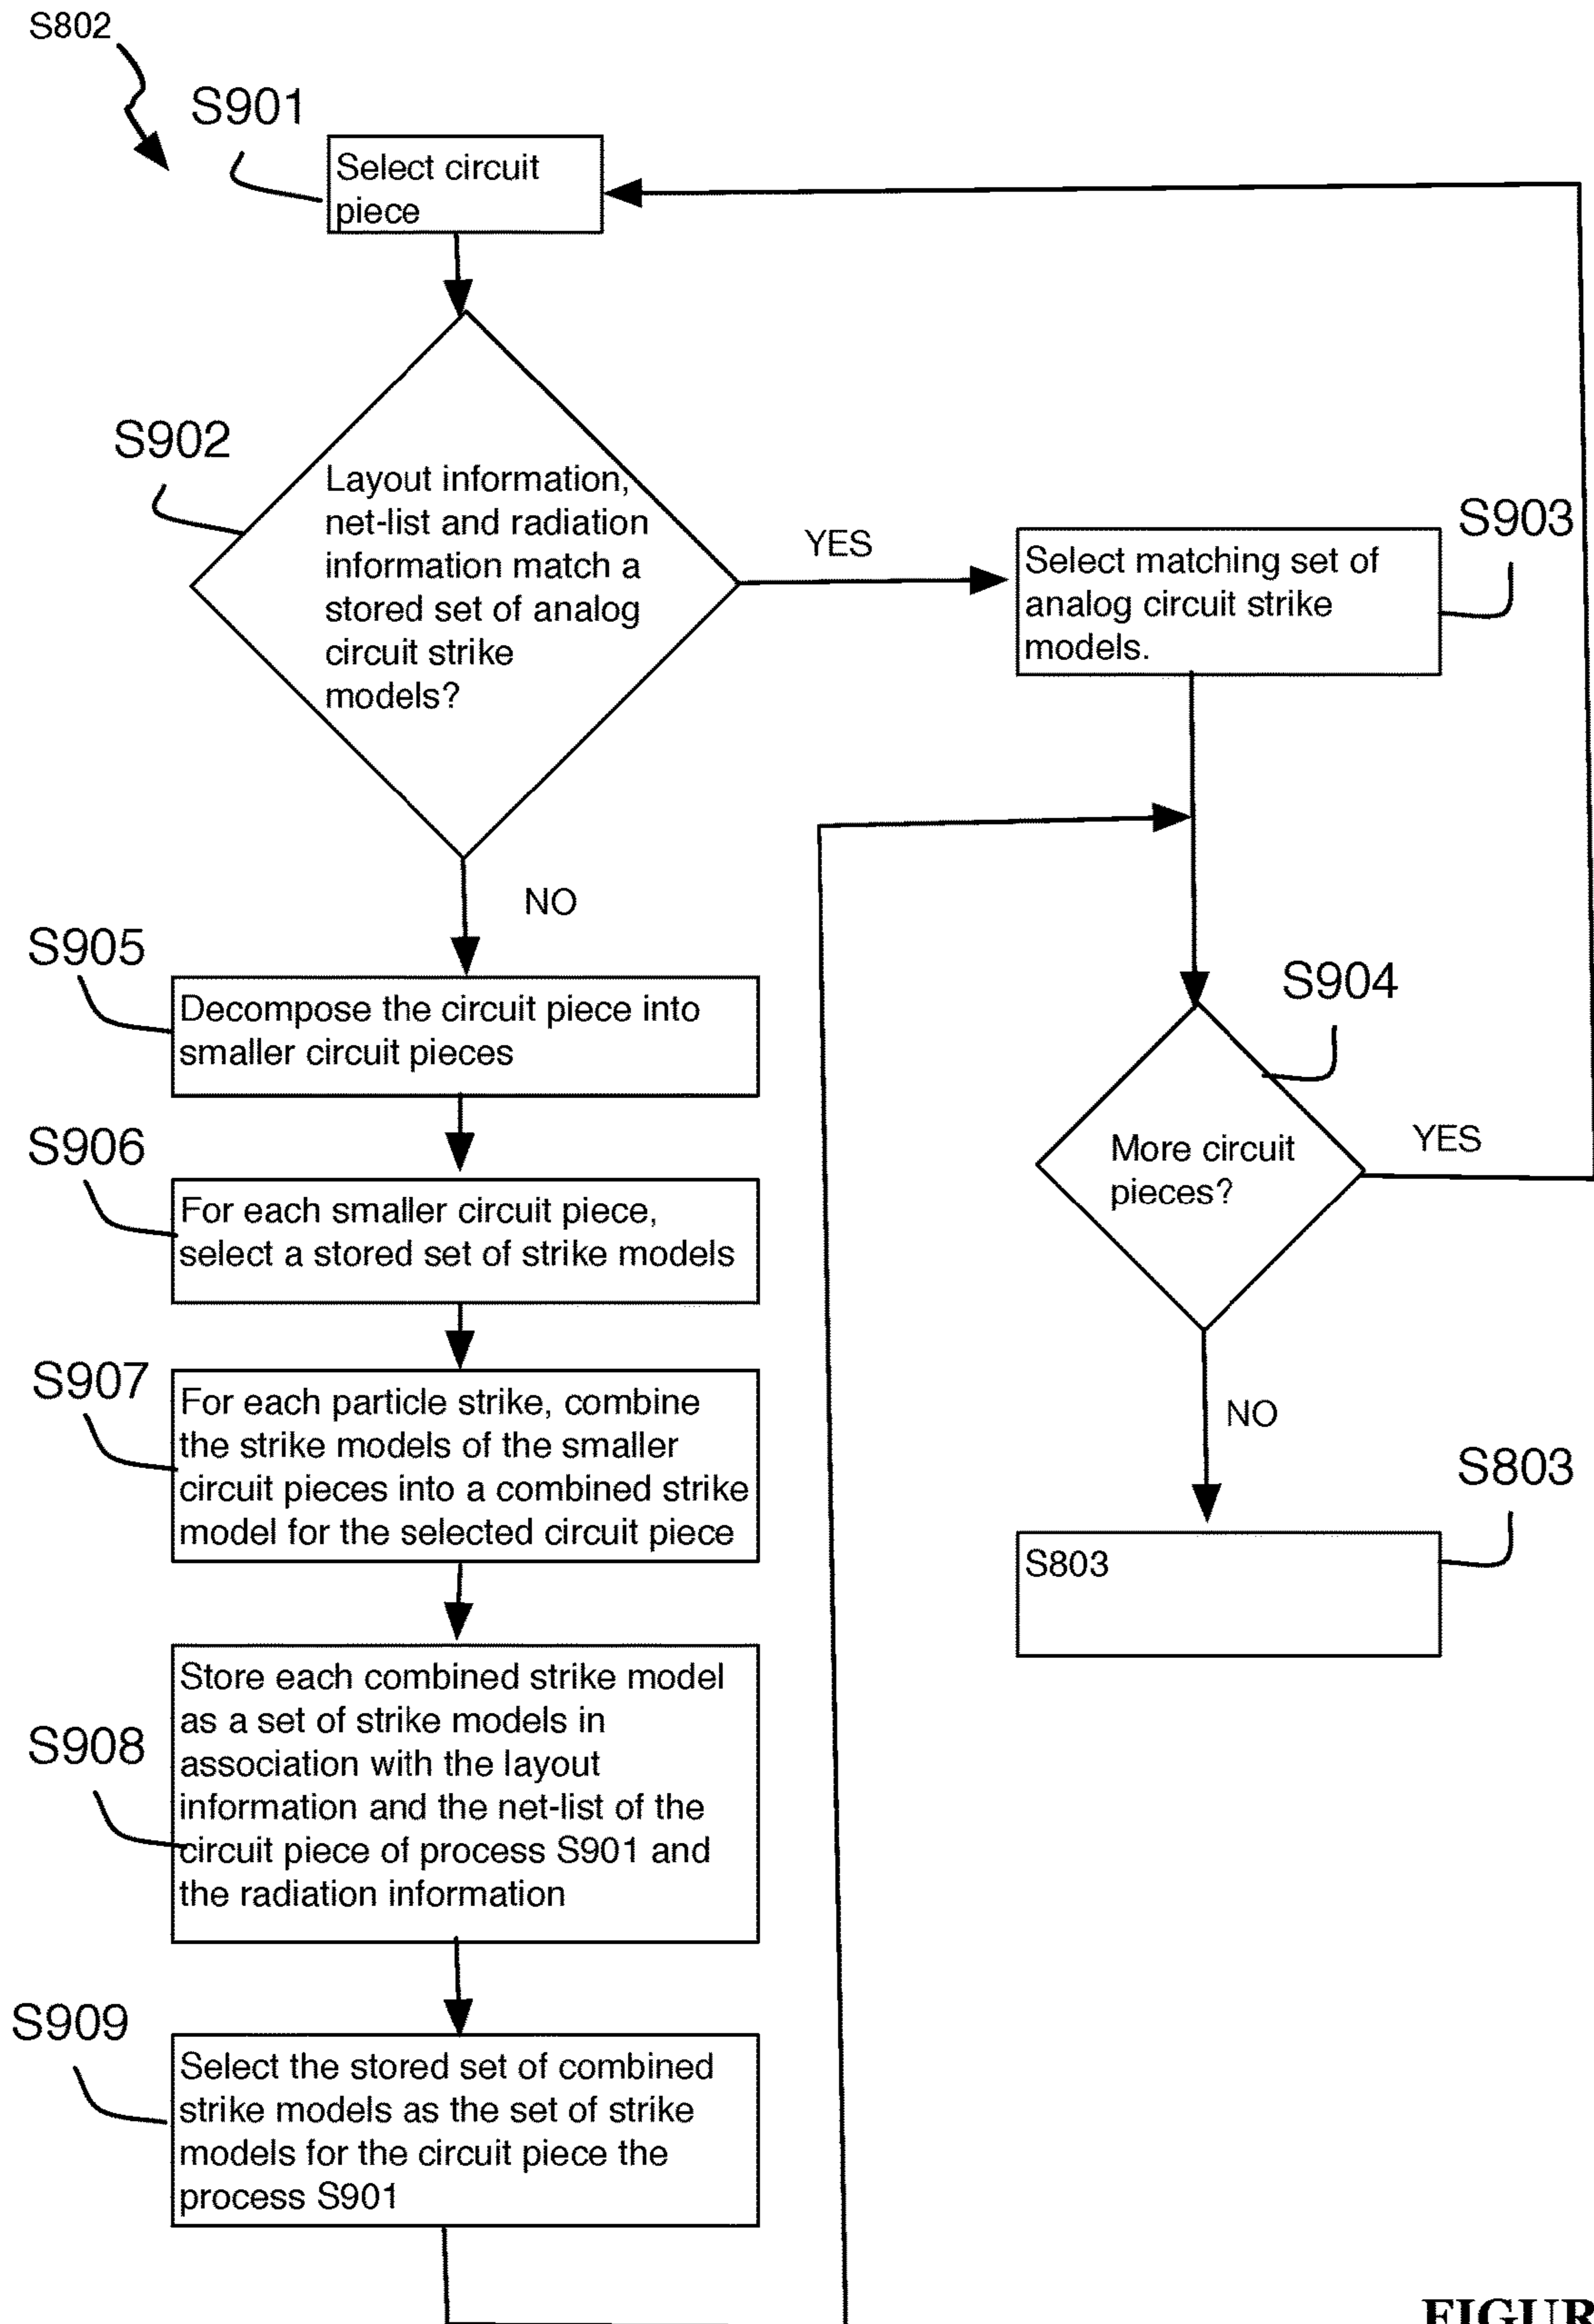 S802
S901
Select circuit
piece
S902
Layout information,
net-list and radiation
information match a
stored set of analog
circuit strike
models?
YES
S903
Select matching set of
analog circuit strike
models.
NO
S905
Decompose the circuit piece into
smaller circuit pieces
S904
More circuit
pieces?
YES
S906
For each smaller circuit piece,
select a stored set of strike models
S907
For each particle strike, combine
the strike models of the smaller
circuit pieces into a combined strike
model for the selected circuit piece
NO
S803
S803
S908
Store each combined strike model
as a set of strike models in
association with the layout
information and the net-list of the
circuit piece of process S901 and
the radiation information
S909
Select the stored set of combined
strike models as the set of strike
models for the circuit piece the
process S901